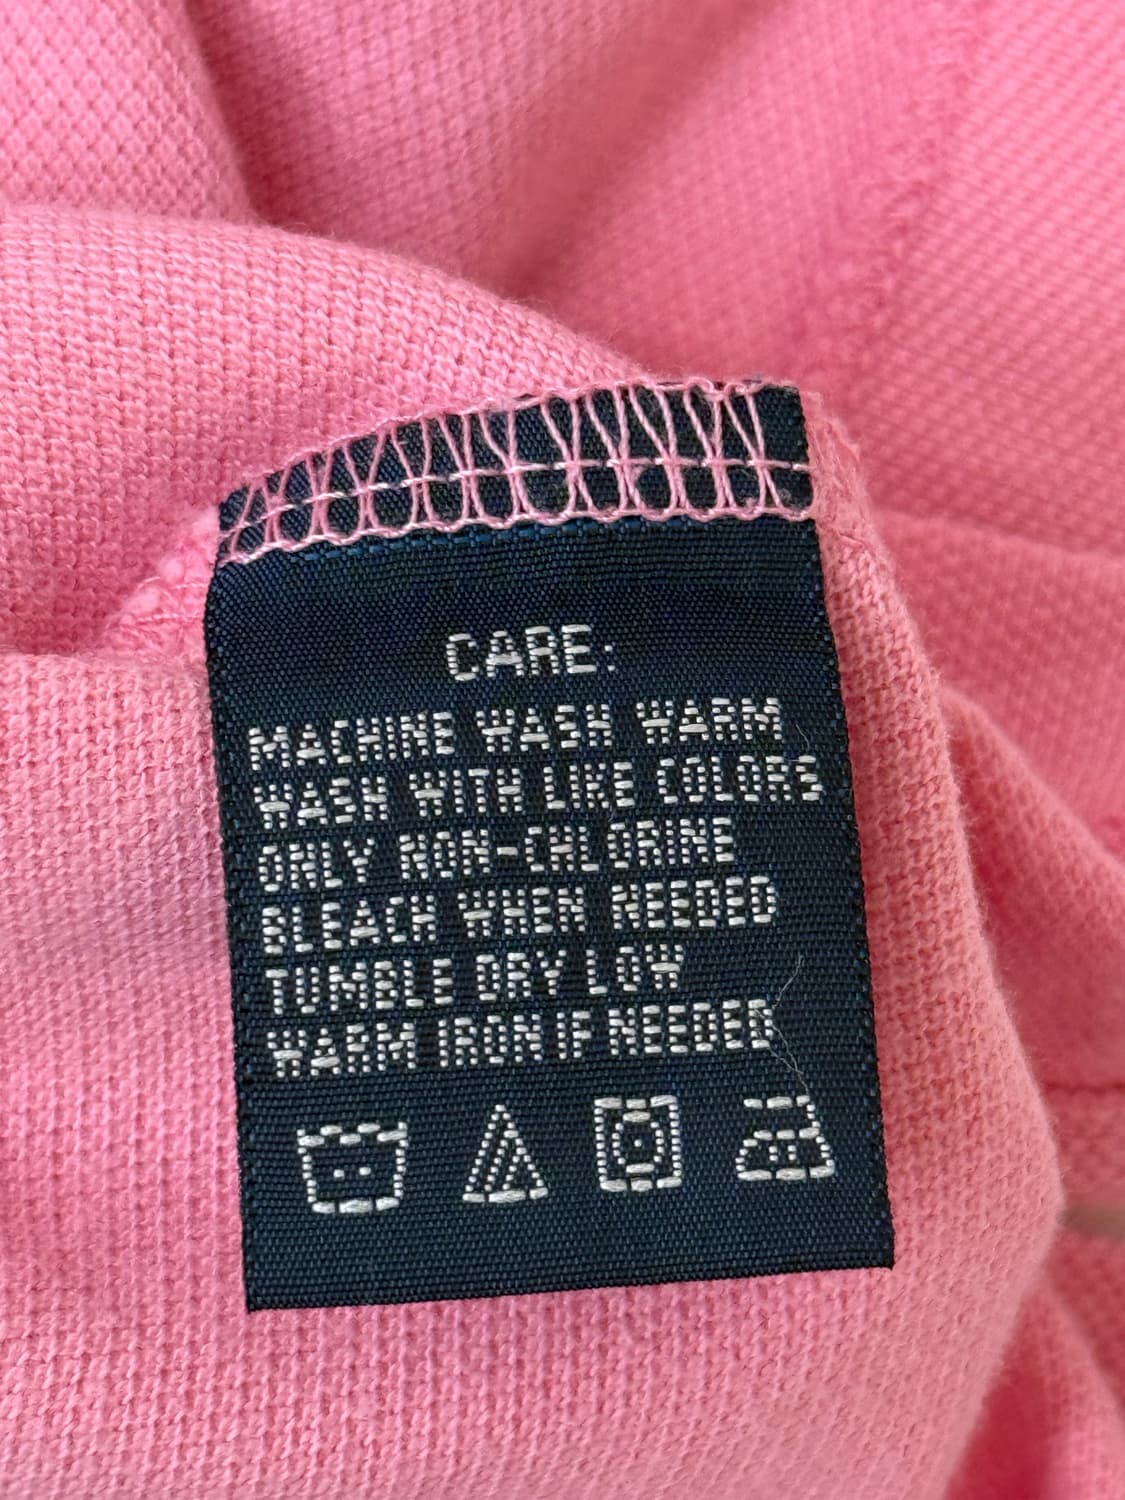 CARE:
MACHINE WASH WARM
WASH WITH LIKE COLORS
ONLY NON-CHLORINE
BLEACH WHEN NEEDED
TUMBLE DRY LOW
WARM IRON IF NEEDED